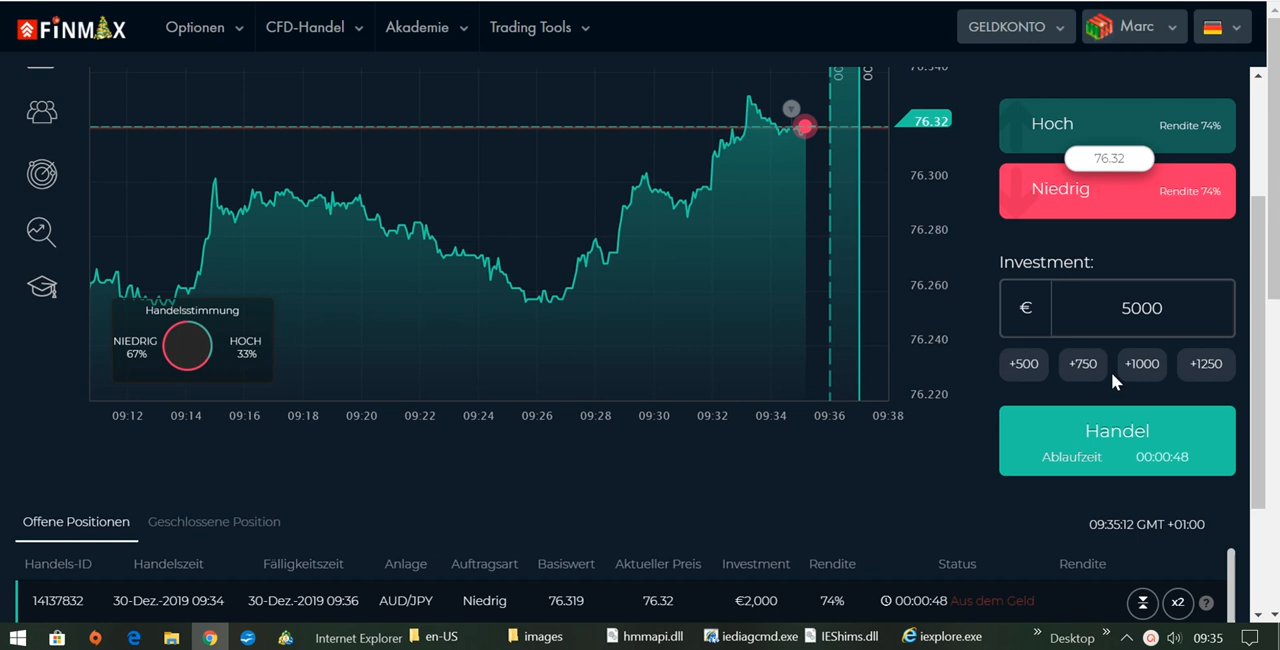 FiNMAX Optionen CFD-Handel Akademie Trading Tools GELDKONTO Marc
76.340
76.32
76.300
76.280
76.260
76.240
76.220
00
00
Handelsstimmung
NIEDRIG
67%
HOCH
33%
09:12 09:14 09:16 09:18 09:20 09:22 09:24 09:26 09:28 09:30 09:32 09:34 09:36 09:38
Hoch Rendite 74%
76.32
Niedrig Rendite 74%
Investment:
€ 5000
+500 +750 +1000 +1250
Handel
Ablaufzeit 00:00:48
Offene Positionen Geschlossene Position 09:35:12 GMT +01:00
Handels-ID Handelszeit Fälligkeitszeit Anlage Auftragsart Basiswert Aktueller Preis Investment Rendite Status Rendite
14137832 30-Dez.-2019 09:34 30-Dez.-2019 09:36 AUD/JPY Niedrig 76.319 76.32 €2,000 74% 00:00:48 Aus dem Geld x2 ?
Internet Explorer en-US images hmmapi.dll iediagcmd.exe IEShims.dll iexplore.exe » Desktop » 09:35